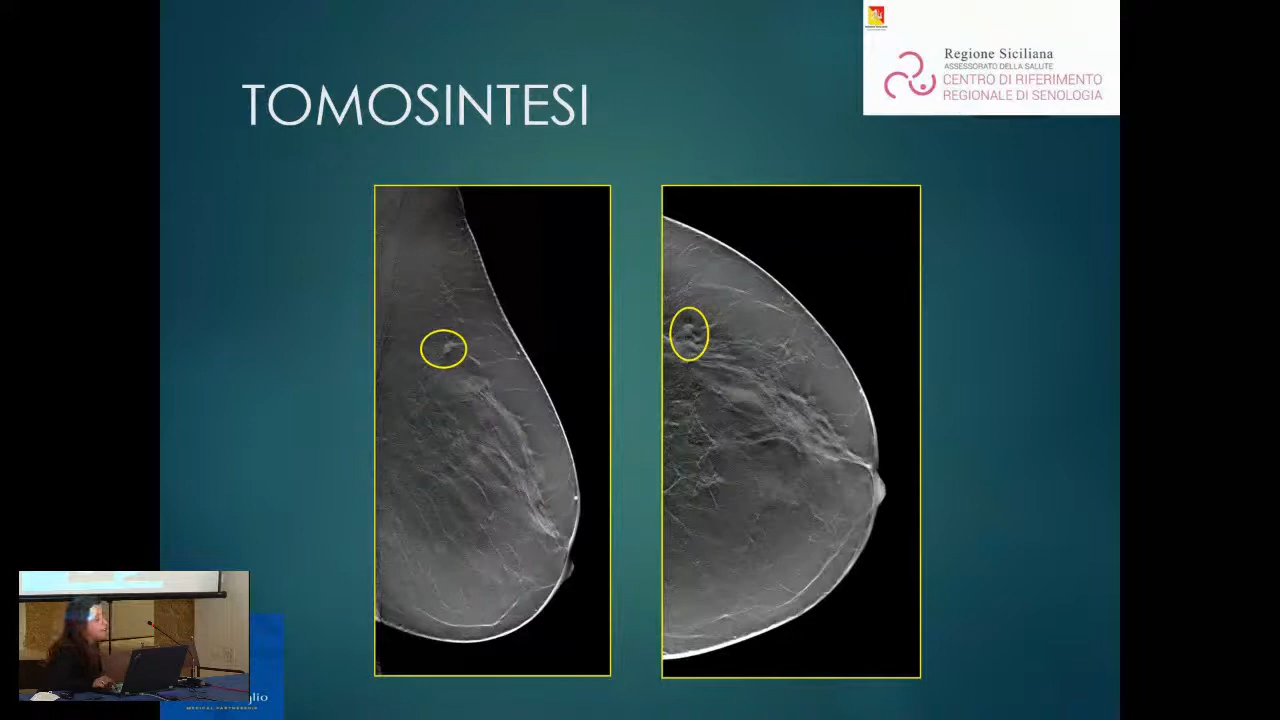 Regione Siciliana
ASSESSORATO DELLA SALUTE
CENTRO DI RIFERIMENTO
REGIONALE DI SENOLOGIA
TOMOSINTESI